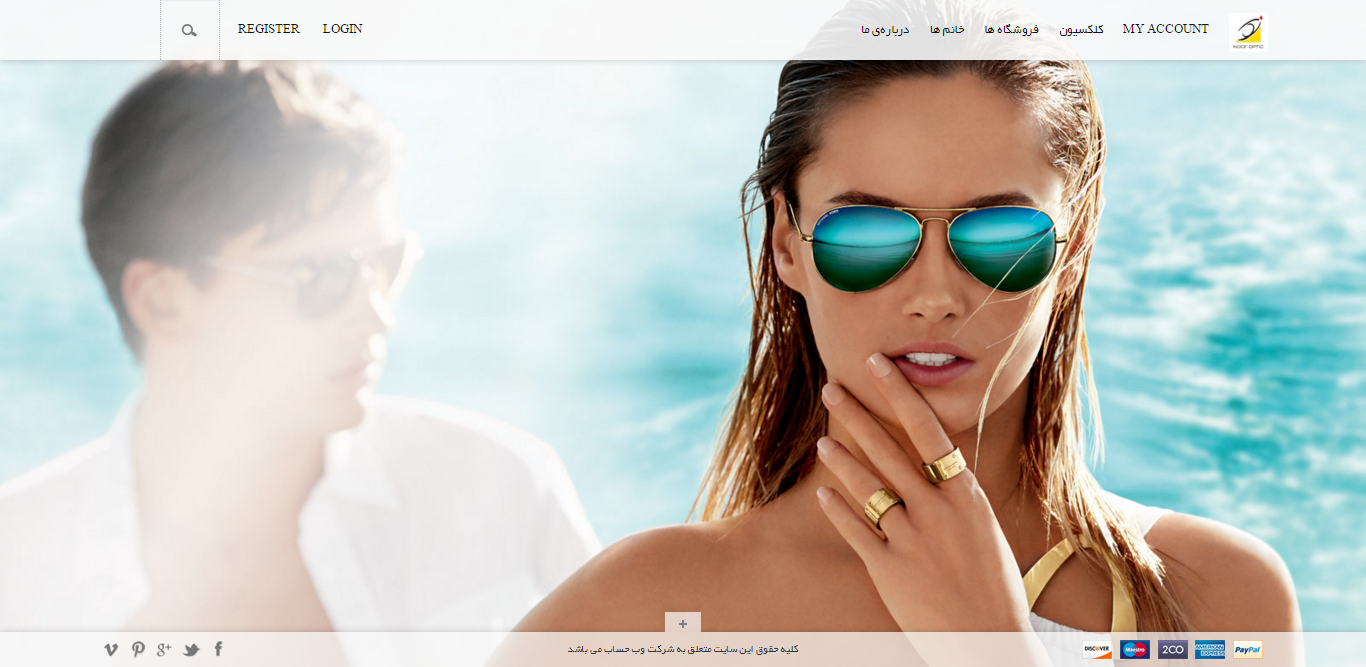 MY ACCOUNT کلکسیون فروشگاه ها خانم ها درباره‌ی ما LOGIN REGISTER
NOOR OPTIC
کلیه حقوق این سایت متعلق به شرکت وب حساب می باشد
DISCOVER Maestro 2CO AMERICAN EXPRESS PayPal